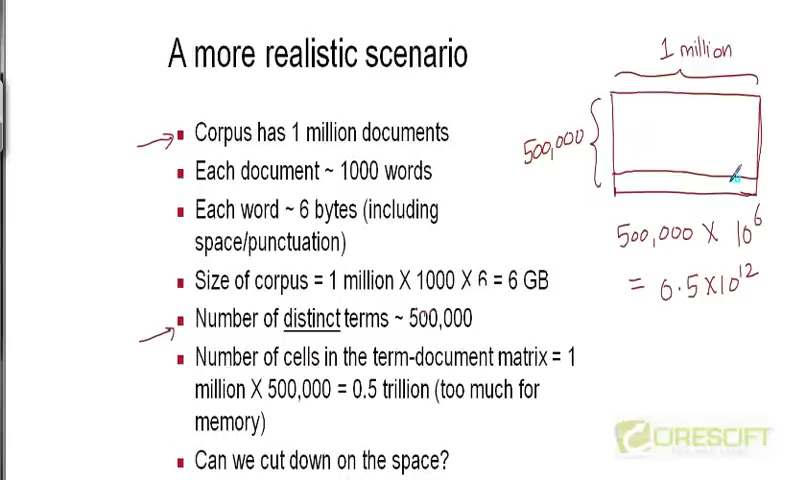 A more realistic scenario
Corpus has 1 million documents
Each document ~ 1000 words
Each word ~ 6 bytes (including
space/punctuation)
Size of corpus = 1 million X 1000 X 6 = 6 GB
Number of distinct terms ~ 500,000
Number of cells in the term-document matrix = 1
million X 500,000 = 0.5 trillion (too much for
memory)
Can we cut down on the space?
1 million
500,000
500,000 X 10^6
= 0.5 X 10^12
CIRESCIFT